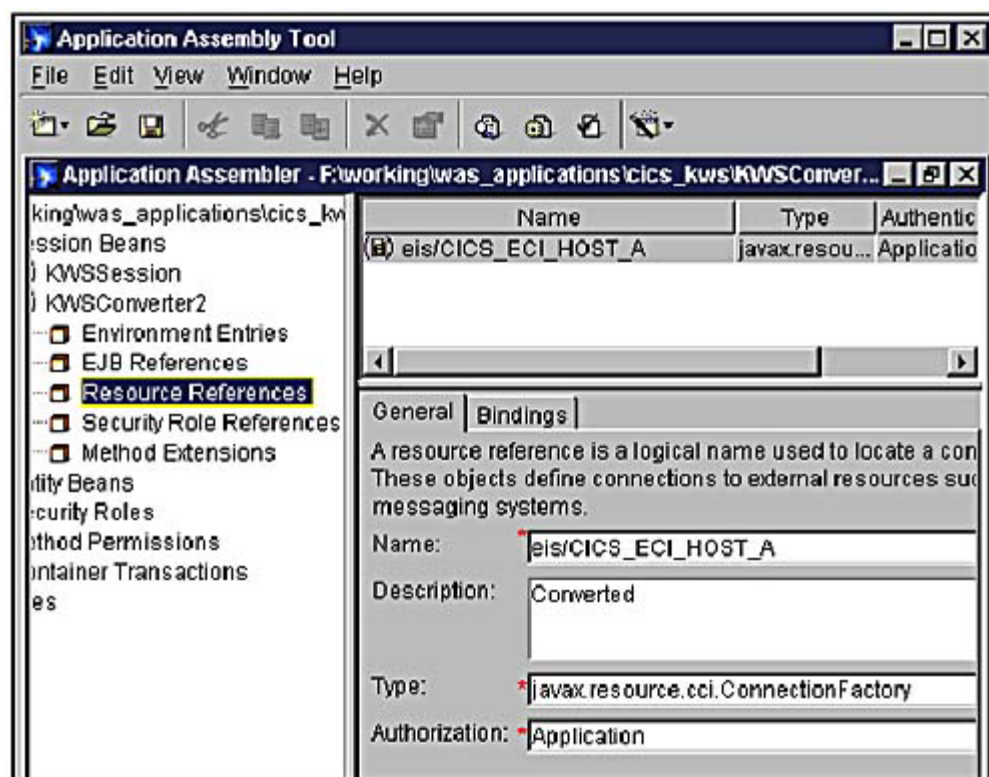 Application Assembly Tool
File Edit View Window Help
Application Assembler - F:\working\was_applications\cics_kws\KWSConver...
king\was_applications\cics_kw
ession Beans
KWSSession
KWSConverter2
Environment Entries
EJB References
Resource References
Security Role References
Method Extensions
tity Beans
curity Roles
thod Permissions
ontainer Transactions
es
Name Type Authentic
eis/CICS_ECI_HOST_A javax.resou... Applicatio
General Bindings
A resource reference is a logical name used to locate a con
These objects define connections to external resources suc
messaging systems.
Name: *eis/CICS_ECI_HOST_A
Description: Converted
Type: *javax.resource.cci.ConnectionFactory
Authorization: *Application